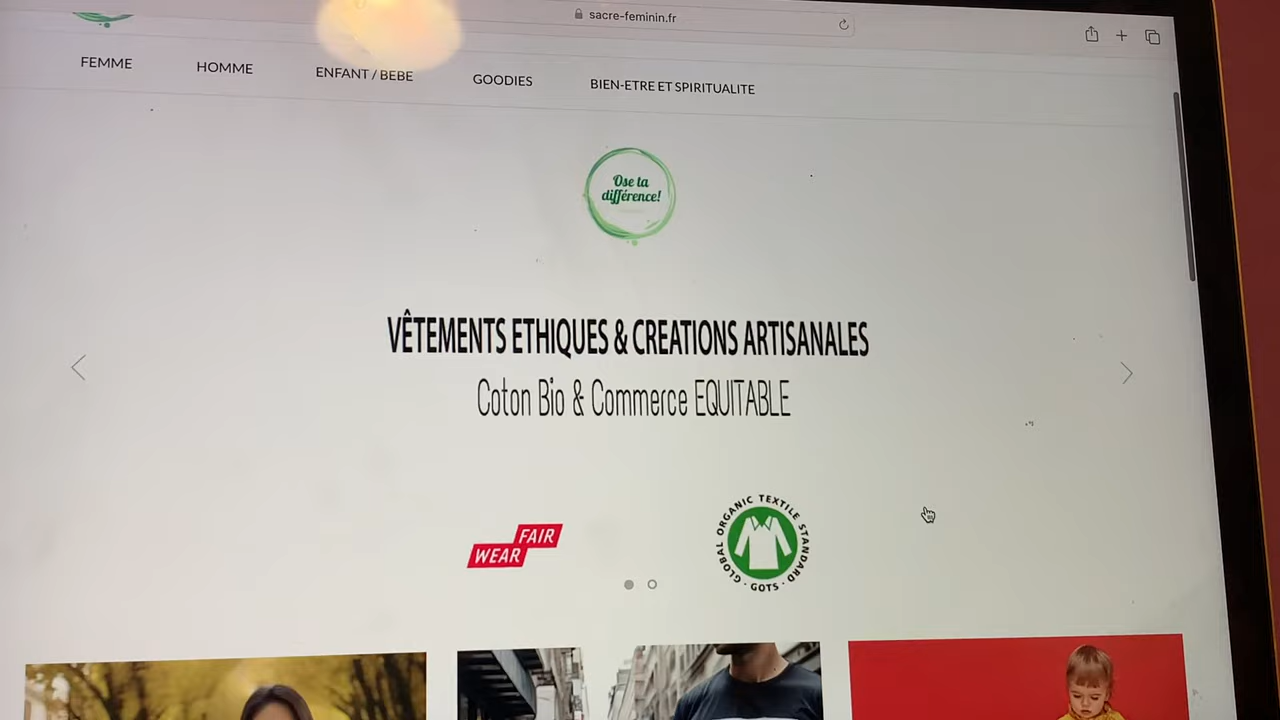 sacre-feminin.fr
FEMME
HOMME
ENFANT / BEBE
GOODIES
BIEN-ETRE ET SPIRITUALITE
Ose ta
différence!
VÊTEMENTS ETHIQUES & CREATIONS ARTISANALES
Coton Bio & Commerce EQUITABLE
FAIR
WEAR
GLOBAL ORGANIC TEXTILE STANDARD
· GOTS ·